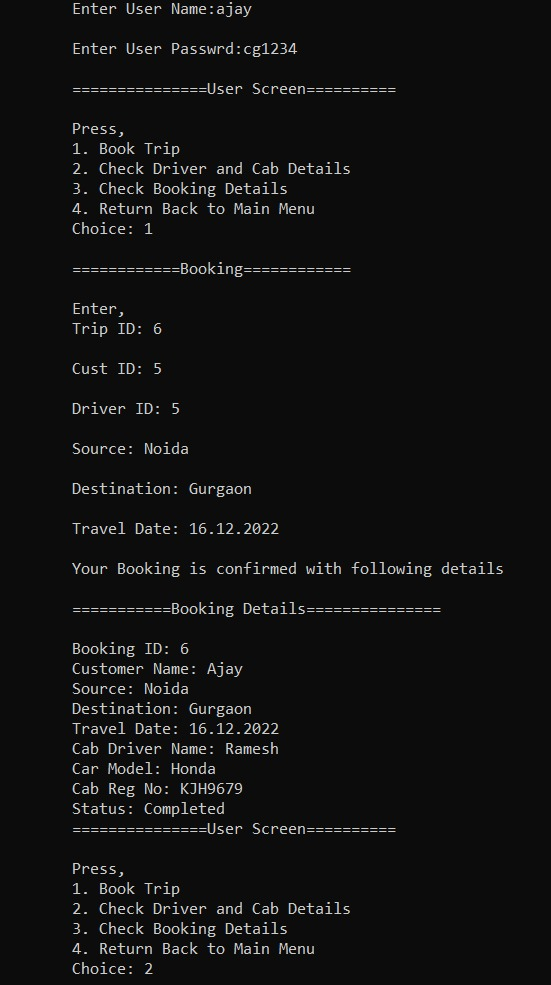 Enter User Name:ajay
Enter User Passwrd:cg1234
===============User Screen==========
Press,
1. Book Trip
2. Check Driver and Cab Details
3. Check Booking Details
4. Return Back to Main Menu
Choice: 1
============Booking============
Enter,
Trip ID: 6
Cust ID: 5
Driver ID: 5
Source: Noida
Destination: Gurgaon
Travel Date: 16.12.2022
Your Booking is confirmed with following details
===========Booking Details===============
Booking ID: 6
Customer Name: Ajay
Source: Noida
Destination: Gurgaon
Travel Date: 16.12.2022
Cab Driver Name: Ramesh
Car Model: Honda
Cab Reg No: KJH9679
Status: Completed
===============User Screen==========
Press,
1. Book Trip
2. Check Driver and Cab Details
3. Check Booking Details
4. Return Back to Main Menu
Choice: 2